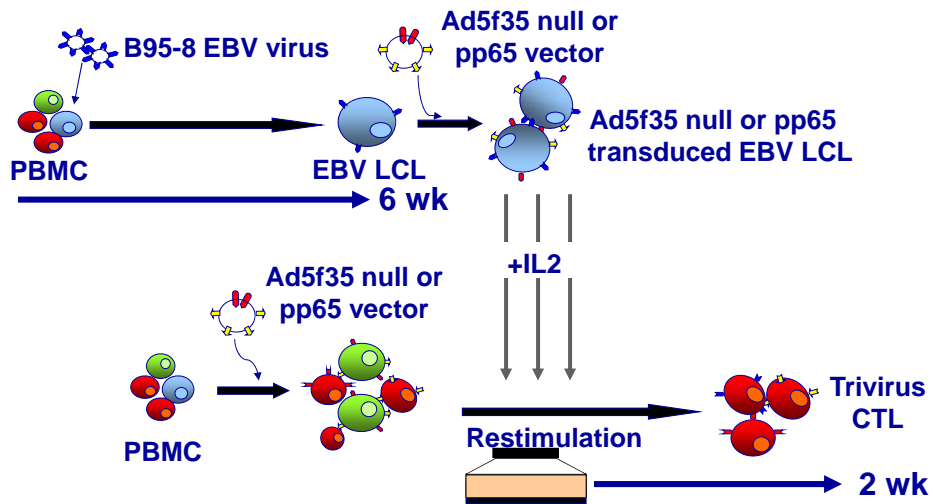 B95-8 EBV virus
Ad5f35 null or
pp65 vector
PBMC
EBV LCL
Ad5f35 null or pp65
transduced EBV LCL
6 wk
+IL2
Ad5f35 null or
pp65 vector
PBMC
Restimulation
Trivirus
CTL
2 wk